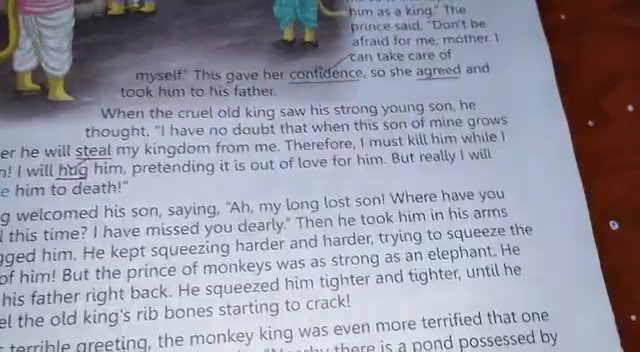 him as a king." The
prince said, "Don't be
afraid for me, mother. I
can take care of
myself." This gave her confidence, so she agreed and
took him to his father.
When the cruel old king saw his strong young son, he
thought, "I have no doubt that when this son of mine grows
er he will steal my kingdom from me. Therefore, I must kill him while I
n! I will hug him, pretending it is out of love for him. But really I will
e him to death!"
g welcomed his son, saying, "Ah, my long lost son! Where have you
l this time? I have missed you dearly." Then he took him in his arms
gged him. He kept squeezing harder and harder, trying to squeeze the
of him! But the prince of monkeys was as strong as an elephant. He
his father right back. He squeezed him tighter and tighter, until he
el the old king's rib bones starting to crack!
terrible greeting, the monkey king was even more terrified that one
there is a pond possessed by